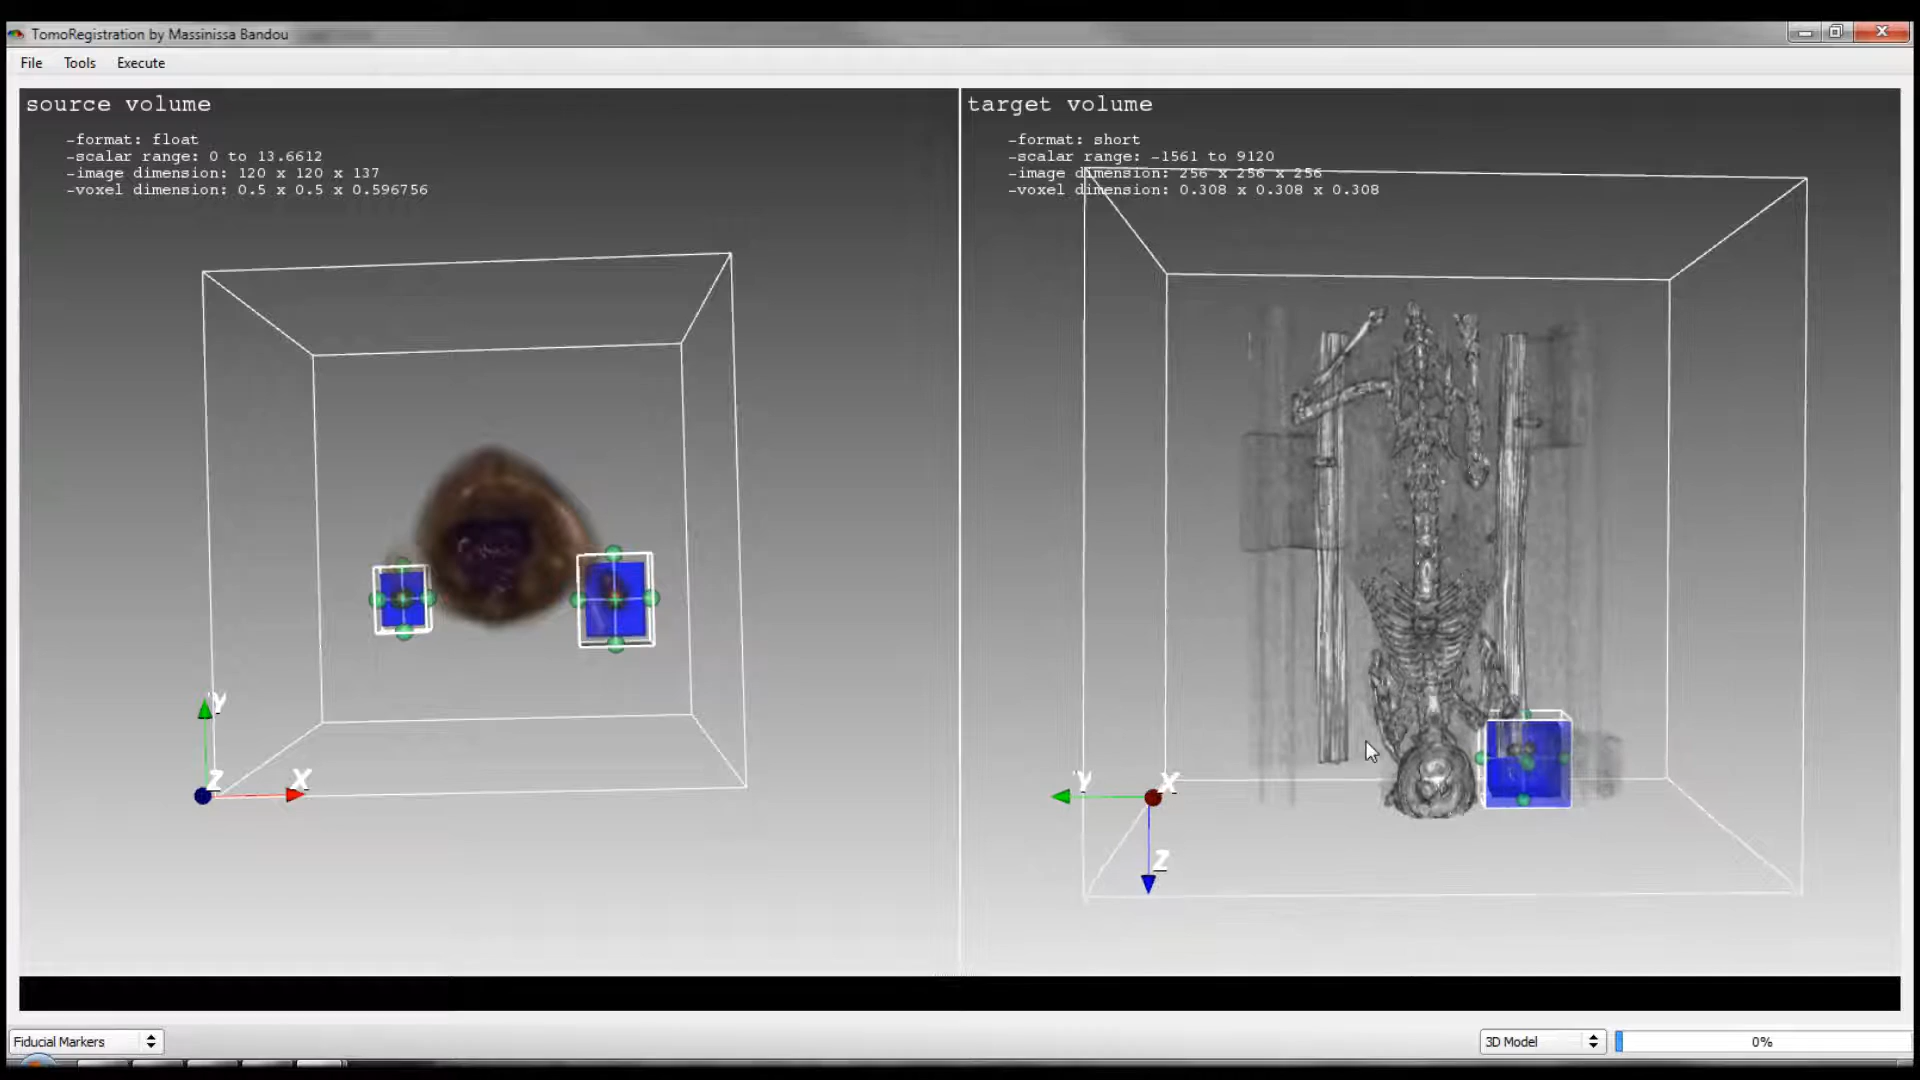 TomoRegistration by Massinissa Bandou
File Tools Execute
source volume
-format: float
-scalar range: 0 to 13.6612
-image dimension: 120 x 120 x 137
-voxel dimension: 0.5 x 0.5 x 0.596756
Y
Z
X
target volume
-format: short
-scalar range: -1561 to 9120
-image dimension: 256 x 256 x 256
-voxel dimension: 0.308 x 0.308 x 0.308
Y
X
Z
Fiducial Markers
3D Model
0%